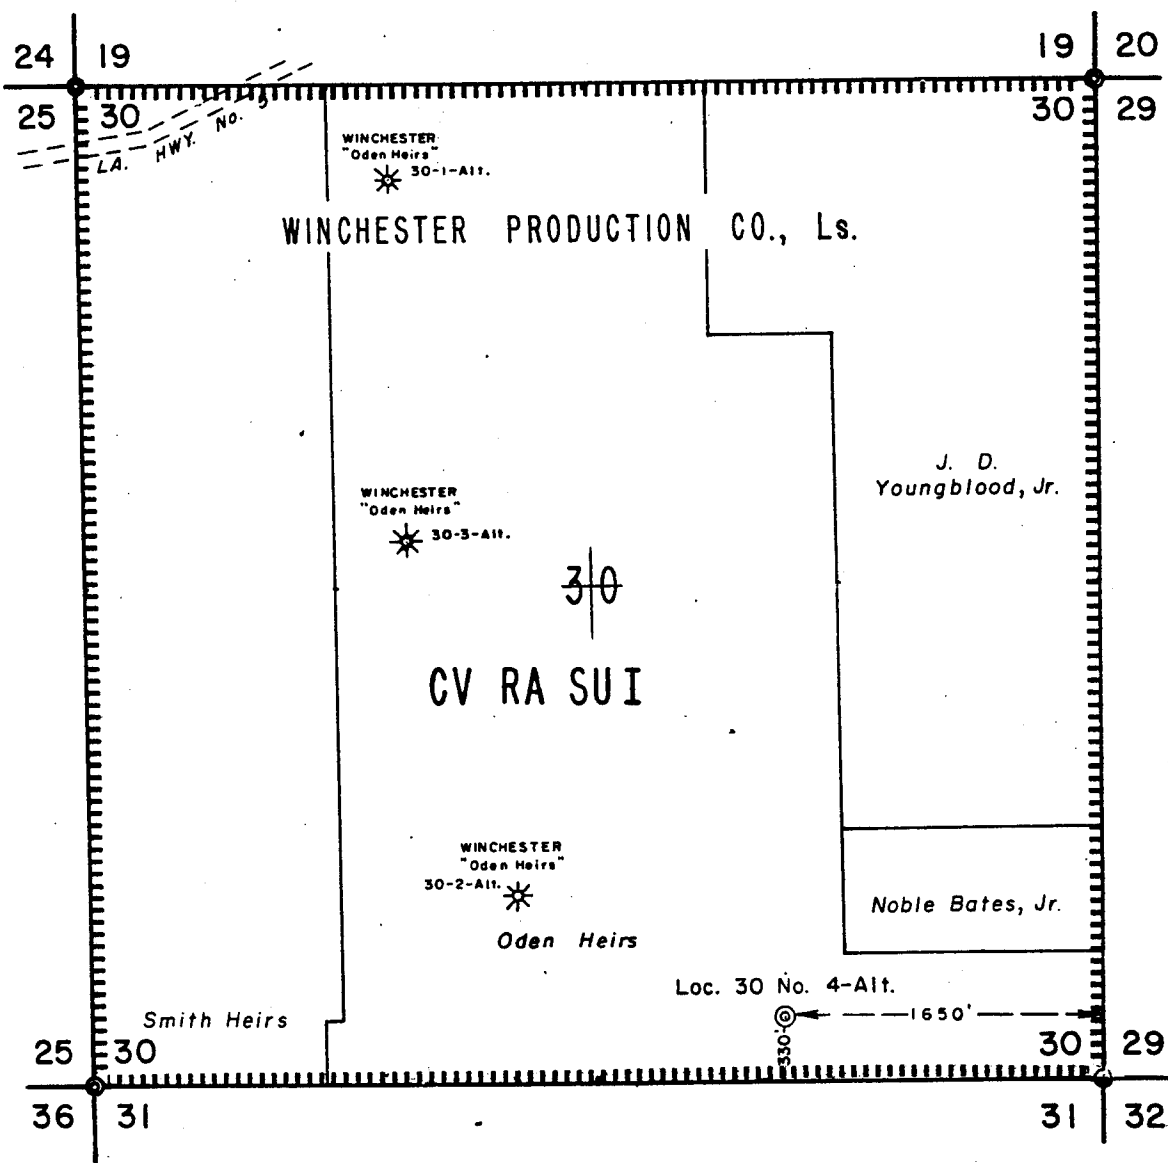 24 19
19 20
25 30
30 29
LA. HWY. No. 3
WINCHESTER
"Oden Heirs"
30-1-Alt.
WINCHESTER PRODUCTION CO., Ls.
J. D.
Youngblood, Jr.
WINCHESTER
"Oden Heirs"
30-3-Alt.
30
CV RA SU I
WINCHESTER
"Oden Heirs"
30-2-Alt.
Noble Bates, Jr.
Oden Heirs
Loc. 30 No. 4-Alt.
1650'
330'
Smith Heirs
25 30
30 29
36 31
31 32